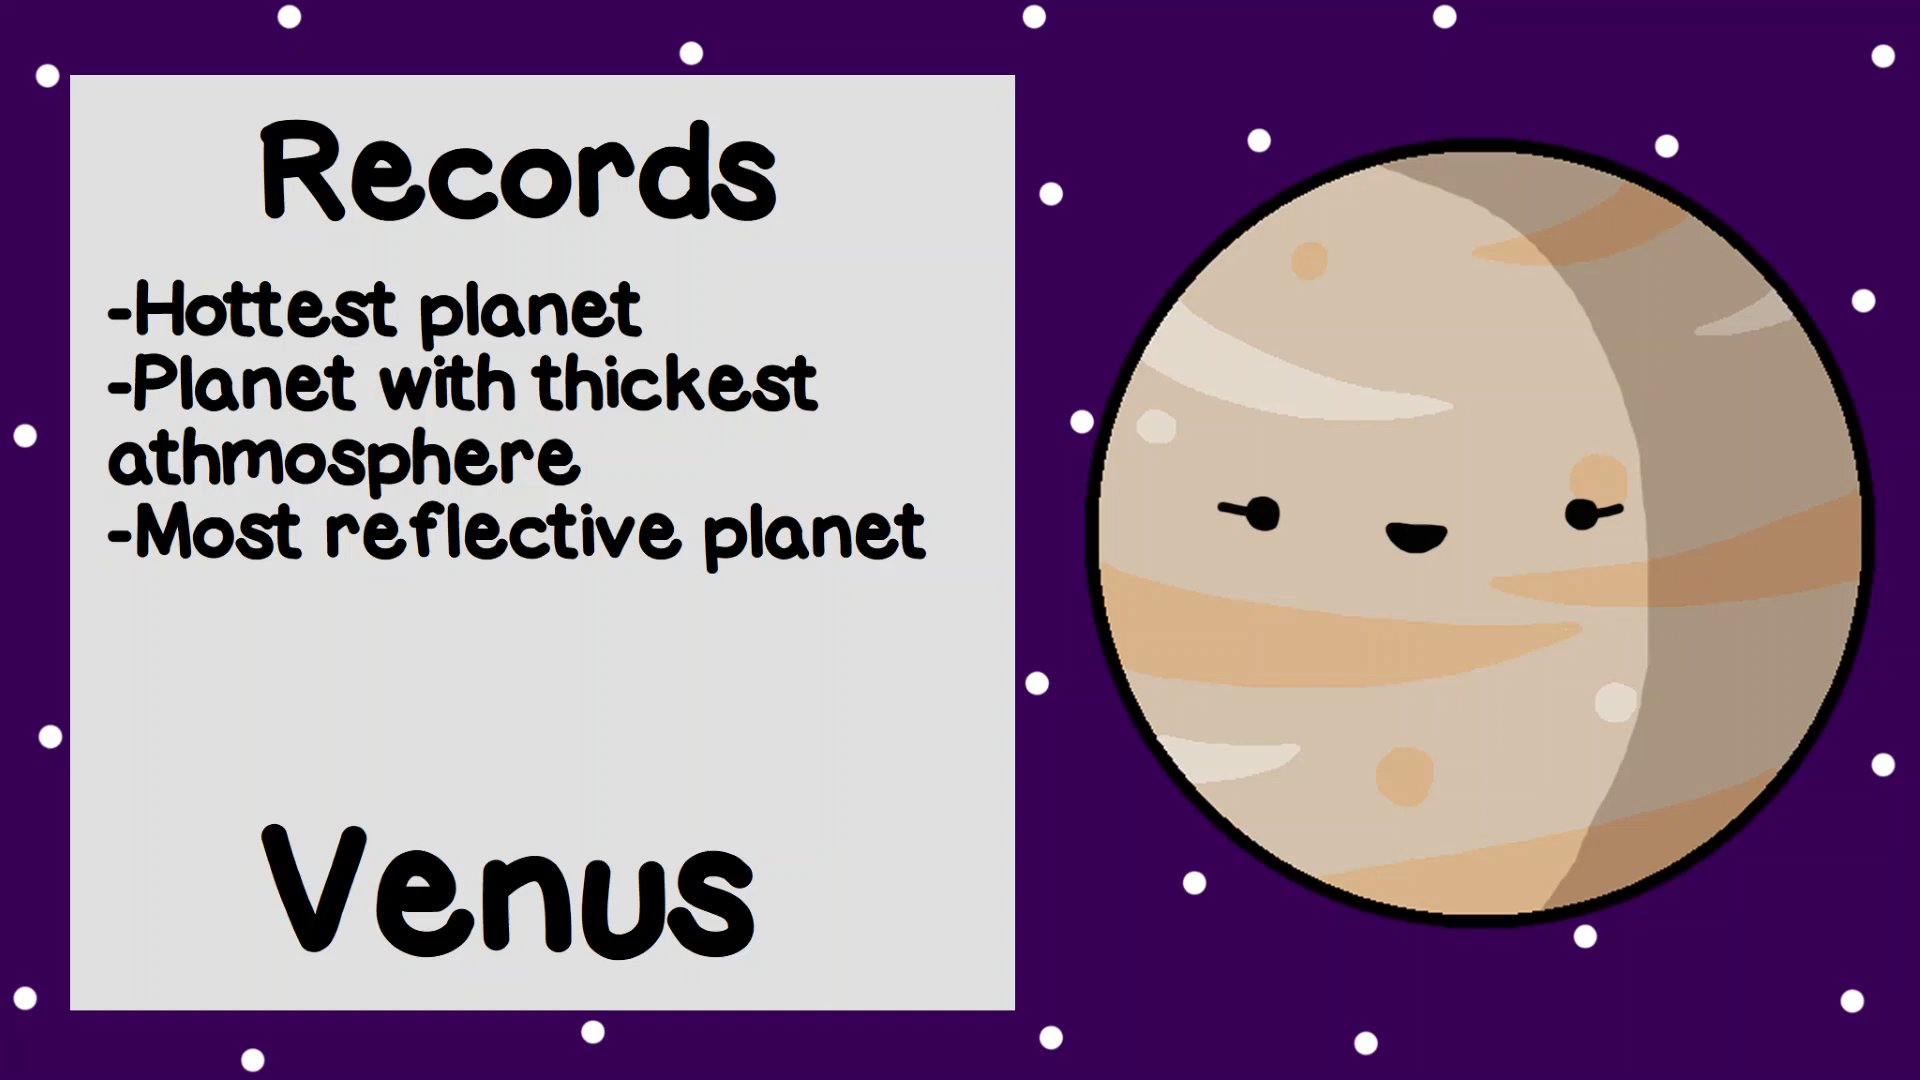 Records
-Hottest planet
-Planet with thickest
athmosphere
-Most reflective planet
Venus